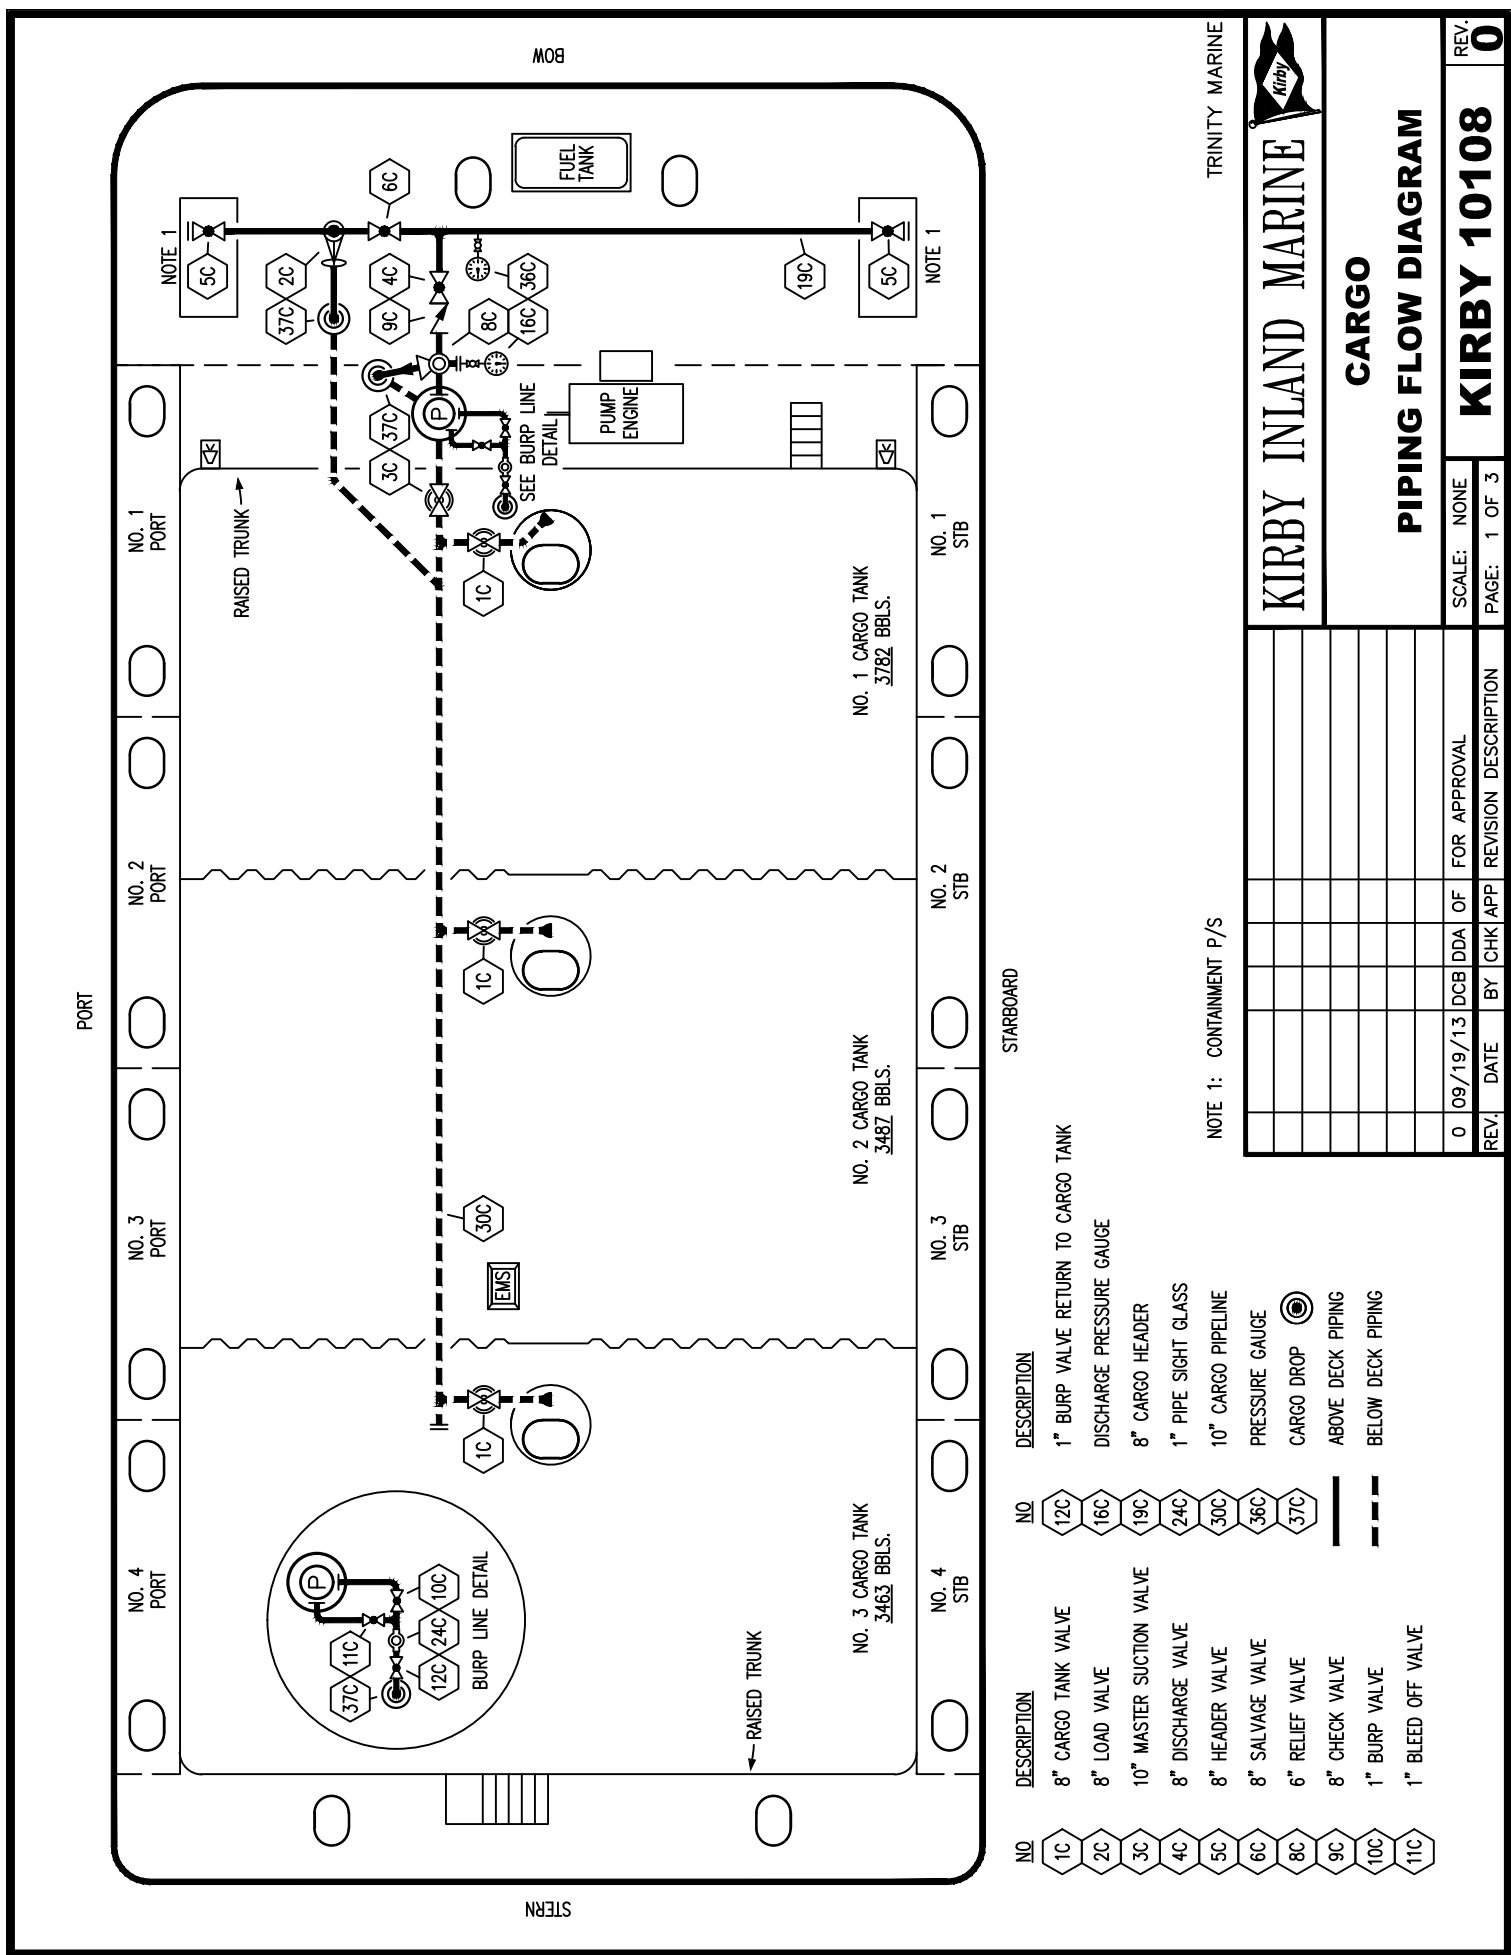 PORT
STERN
BOW
STARBOARD
NO. 4
PORT
NO. 3
PORT
NO. 2
PORT
NO. 1
PORT
RAISED TRUNK
NOTE 1
5C
2C
37C
6C
4C
9C
8C
16C
36C
FUEL
TANK
37C
3C
P
SEE BURP LINE
DETAIL
PUMP
ENGINE
19C
5C
NOTE 1
1C
1C
1C
30C
EMS
P
37C
11C
12C
24C
10C
BURP LINE DETAIL
RAISED TRUNK
NO. 3 CARGO TANK
3463 BBLS.
NO. 2 CARGO TANK
3487 BBLS.
NO. 1 CARGO TANK
3782 BBLS.
NO. 4
STB
NO. 3
STB
NO. 2
STB
NO. 1
STB
NO DESCRIPTION
1C 8" CARGO TANK VALVE
2C 8" LOAD VALVE
3C 10" MASTER SUCTION VALVE
4C 8" DISCHARGE VALVE
5C 8" HEADER VALVE
6C 8" SALVAGE VALVE
8C 6" RELIEF VALVE
9C 8" CHECK VALVE
10C 1" BURP VALVE
11C 1" BLEED OFF VALVE
NO DESCRIPTION
12C 1" BURP VALVE RETURN TO CARGO TANK
16C DISCHARGE PRESSURE GAUGE
19C 8" CARGO HEADER
24C 1" PIPE SIGHT GLASS
30C 10" CARGO PIPELINE
36C PRESSURE GAUGE
37C CARGO DROP
ABOVE DECK PIPING
BELOW DECK PIPING
NOTE 1: CONTAINMENT P/S
TRINITY MARINE
KIRBY INLAND MARINE
Kirby
CARGO
PIPING FLOW DIAGRAM
0 09/19/13 DCB DDA OF FOR APPROVAL
REV. DATE BY CHK APP REVISION DESCRIPTION
SCALE: NONE
PAGE: 1 OF 3
KIRBY 10108
REV.
0